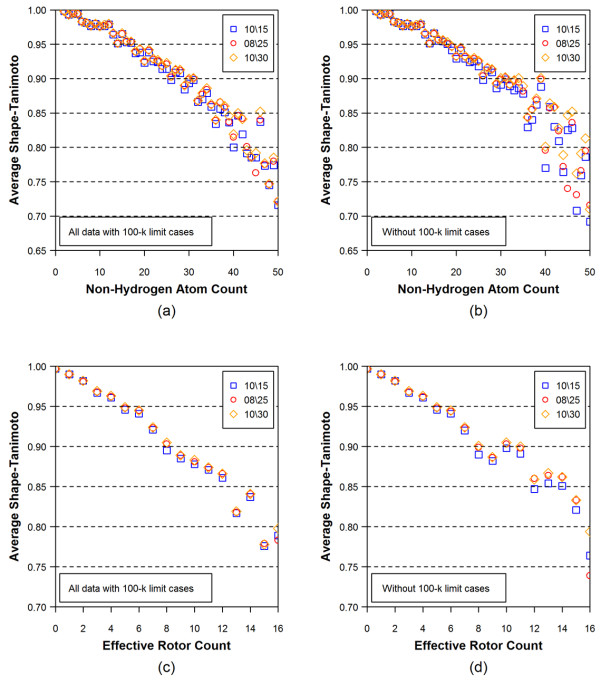 Average Shape-Tanimoto
1.00
0.95
0.90
0.85
0.80
0.75
0.70
0.65
10\15
08\25
10\30
All data with 100-k limit cases
0 10 20 30 40 50
Non-Hydrogen Atom Count
(a)
Average Shape-Tanimoto
1.00
0.95
0.90
0.85
0.80
0.75
0.70
0.65
10\15
08\25
10\30
Without 100-k limit cases
0 10 20 30 40 50
Non-Hydrogen Atom Count
(b)
Average Shape-Tanimoto
1.00
0.95
0.90
0.85
0.80
0.75
0.70
10\15
08\25
10\30
All data with 100-k limit cases
0 2 4 6 8 10 12 14 16
Effective Rotor Count
(c)
Average Shape-Tanimoto
1.00
0.95
0.90
0.85
0.80
0.75
0.70
10\15
08\25
10\30
Without 100-k limit cases
0 2 4 6 8 10 12 14 16
Effective Rotor Count
(d)